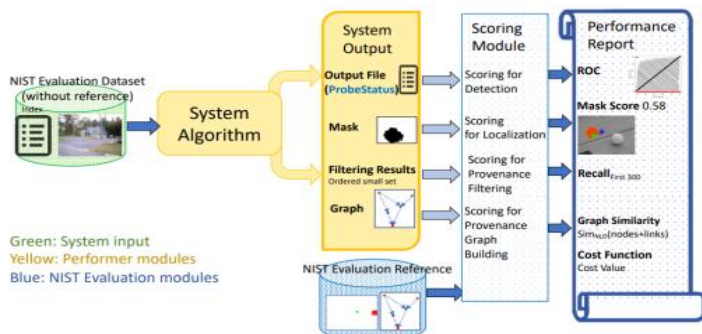 System
Output
Scoring
Module
Performance
Report
NIST Evaluation Dataset
(without reference)
Index
System
Algorithm
Output File
(ProbeStatus)
Mask
Filtering Results
Ordered small set
Graph
Scoring for
Detection
Scoring
for Localization
Scoring for
Provenance
Filtering
Scoring for
Provenance
Graph
Building
ROC
Mask Score 0.58
Recall First 300
Graph Similarity
SimNLO(nodes+links)
Cost Function
Cost Value
Green: System input
Yellow: Performer modules
Blue: NIST Evaluation modules
NIST Evaluation Reference